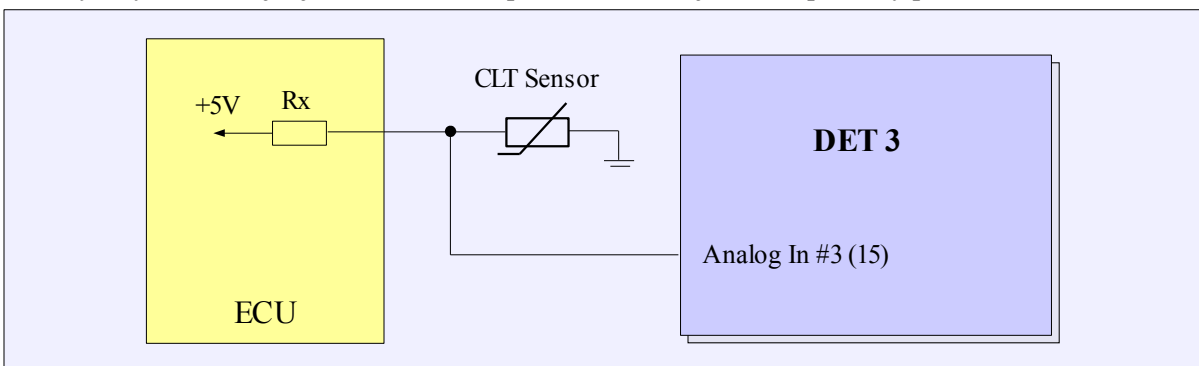 CLT Sensor
+5V Rx
DET 3
Analog In #3 (15)
ECU